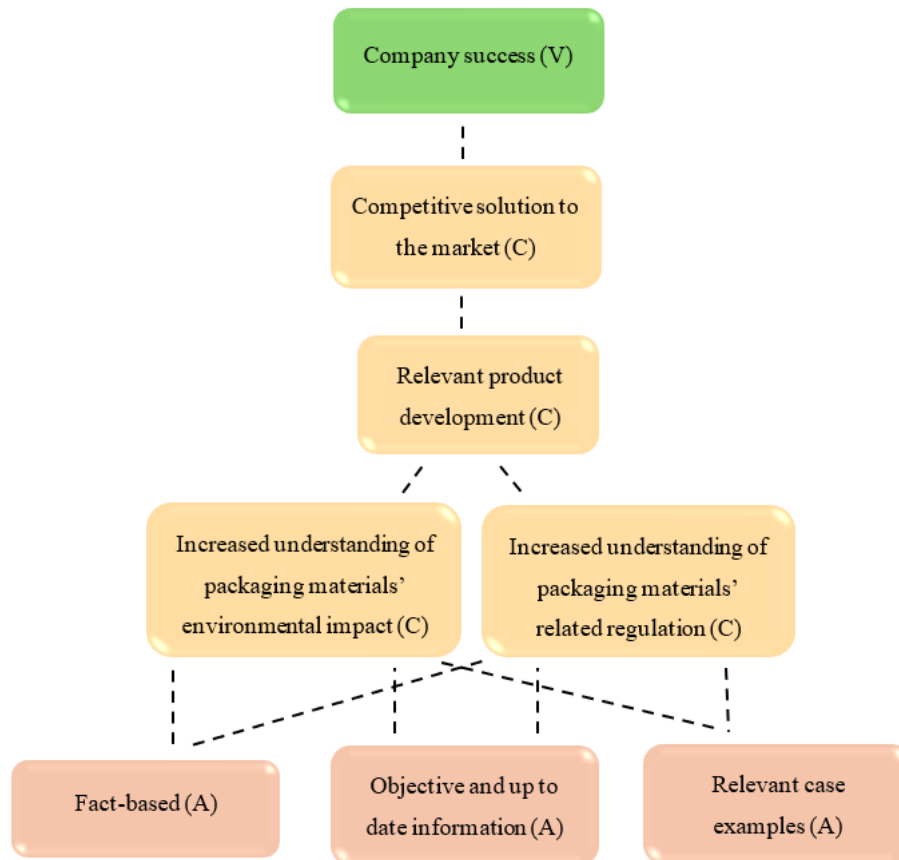 Company success (V)
Competitive solution to
the market (C)
Relevant product
development (C)
Increased understanding of
packaging materials’
environmental impact (C)
Increased understanding of
packaging materials’
related regulation (C)
Fact-based (A)
Objective and up to
date information (A)
Relevant case
examples (A)